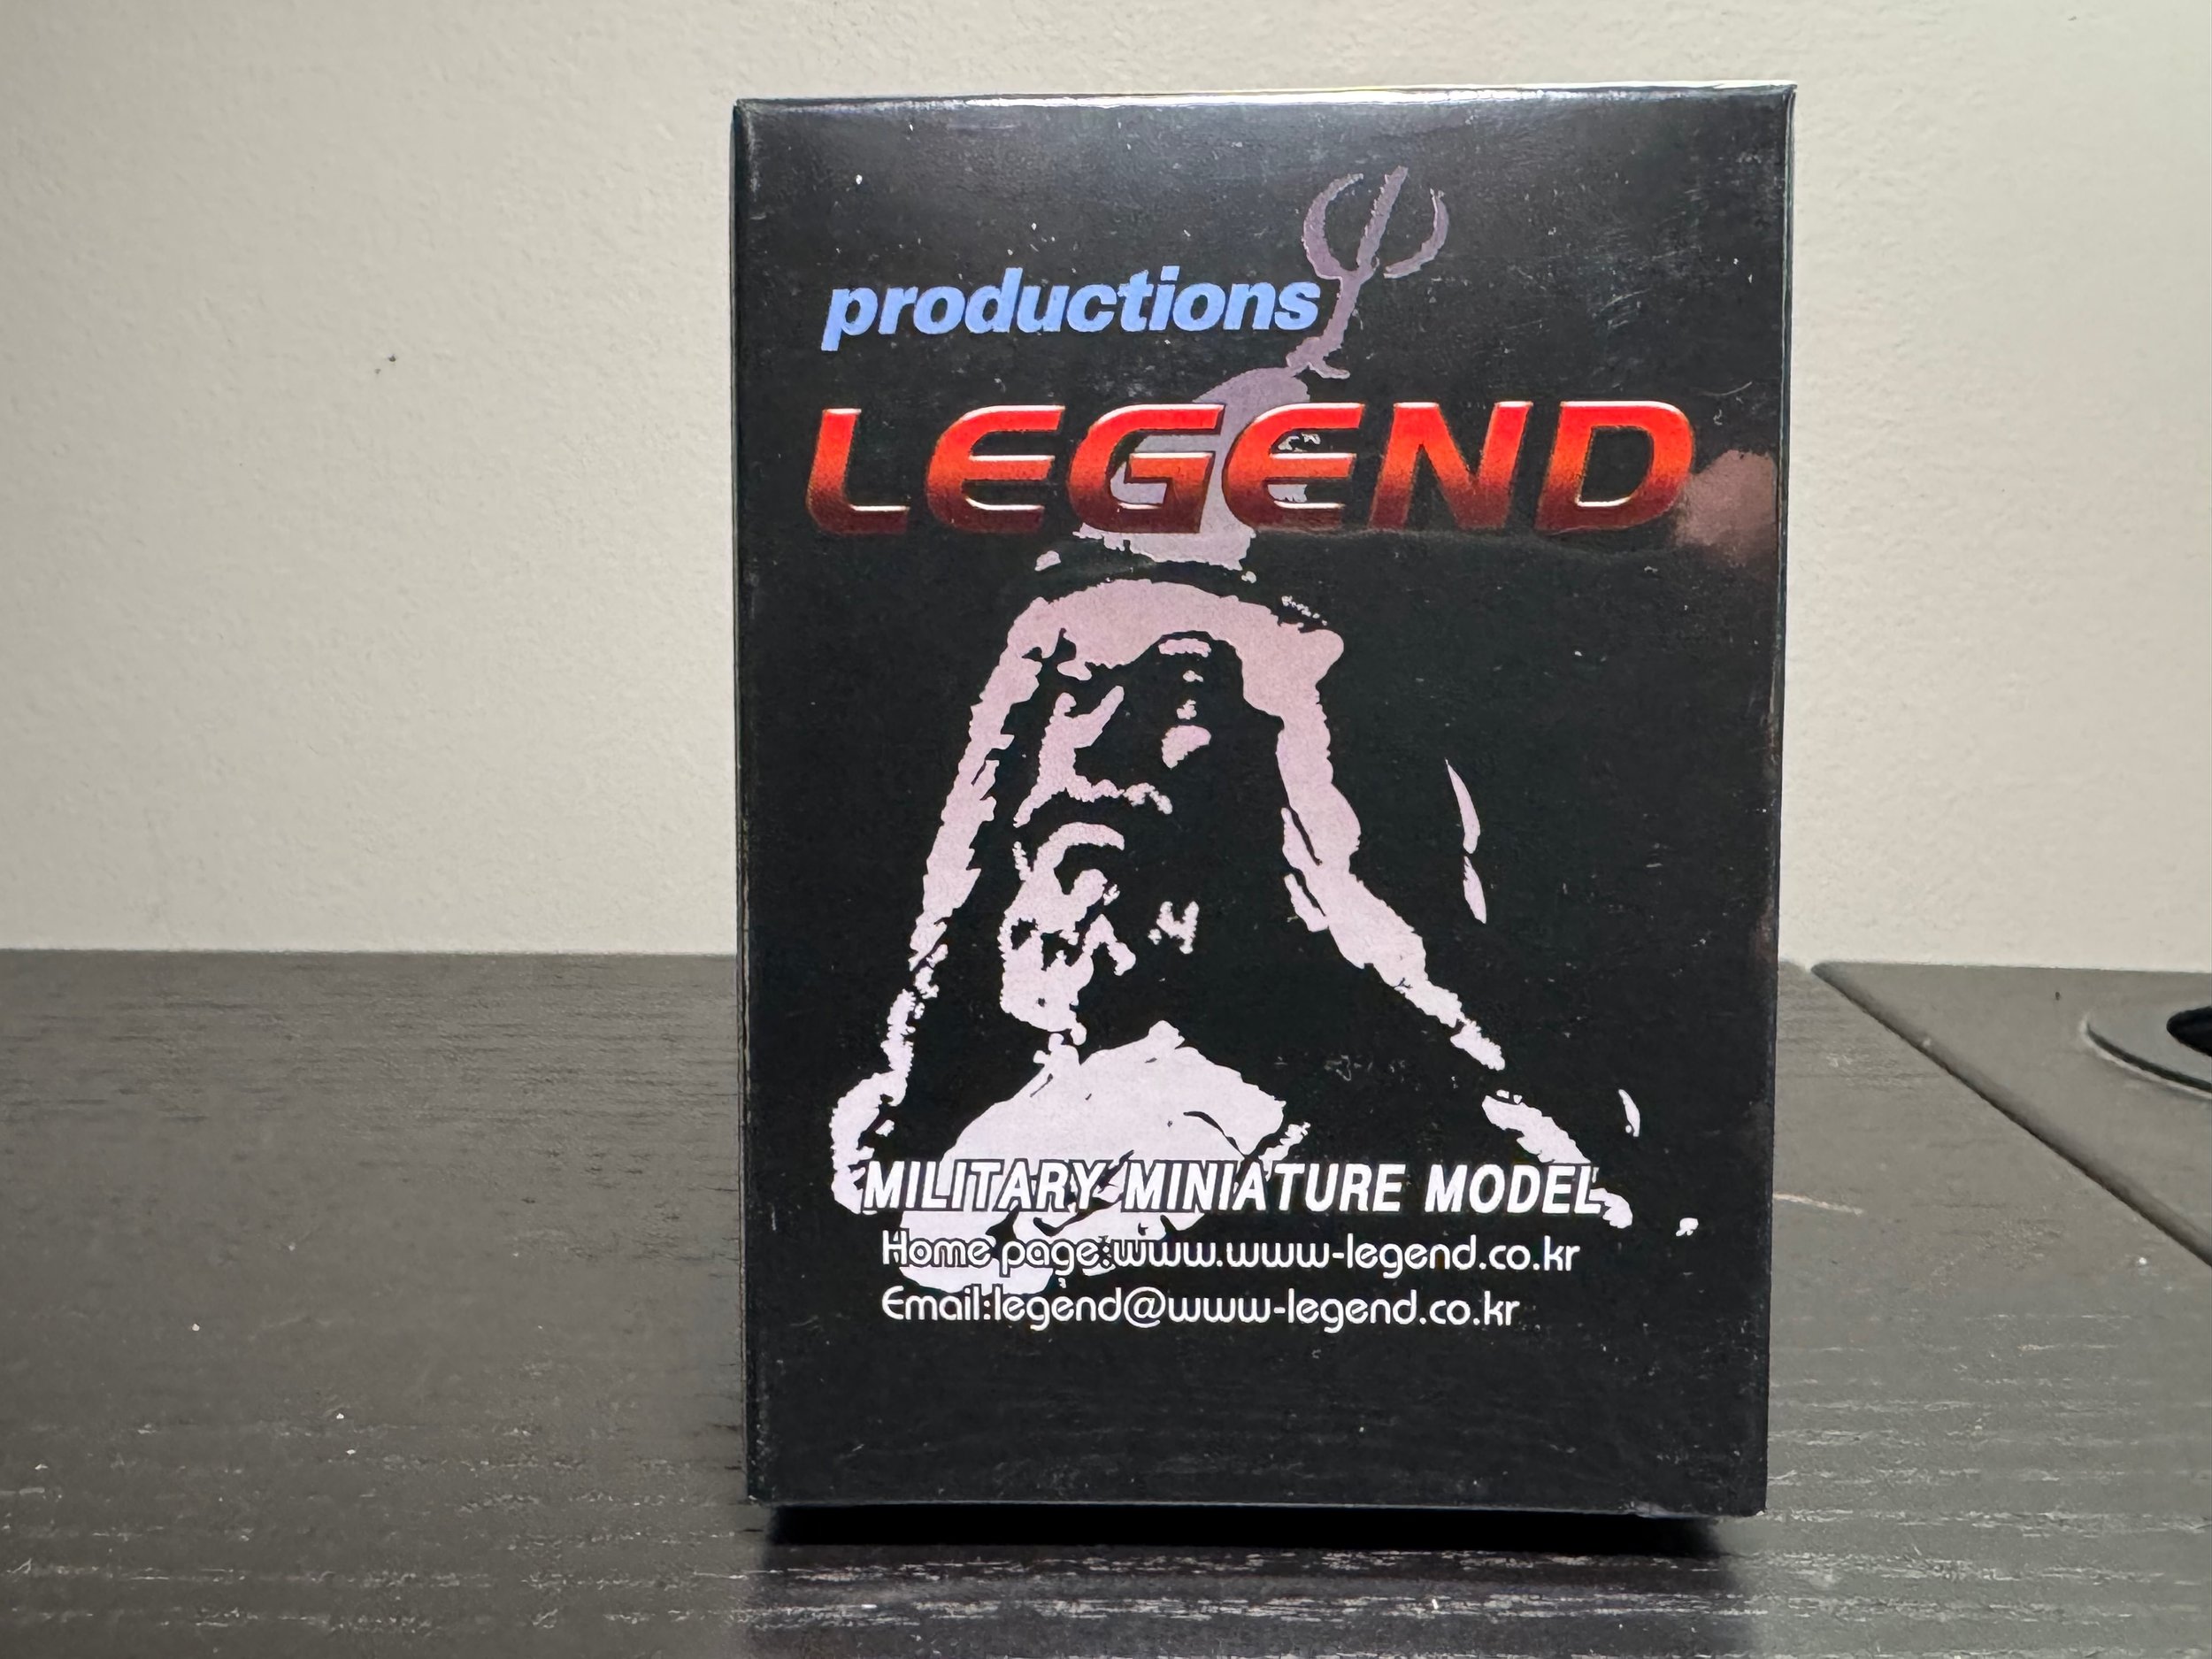 productions
LEGEND
MILITARY MINIATURE MODEL
Home page:www.www-legend.co.kr
Email:legend@www-legend.co.kr